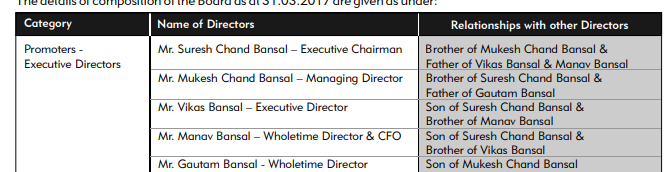 The details of composition of the Board as at 31.03.2017 are given as under:
Category Name of Directors Relationships with other Directors
Promoters - Mr. Suresh Chand Bansal – Executive Chairman Brother of Mukesh Chand Bansal &
Executive Directors Father of Vikas Bansal & Manav Bansal
Mr. Mukesh Chand Bansal – Managing Director Brother of Suresh Chand Bansal &
Father of Gautam Bansal
Mr. Vikas Bansal – Executive Director Son of Suresh Chand Bansal &
Brother of Manav Bansal
Mr. Manav Bansal – Wholetime Director & CFO Son of Suresh Chand Bansal &
Brother of Vikas Bansal
Mr. Gautam Bansal - Wholetime Director Son of Mukesh Chand Bansal